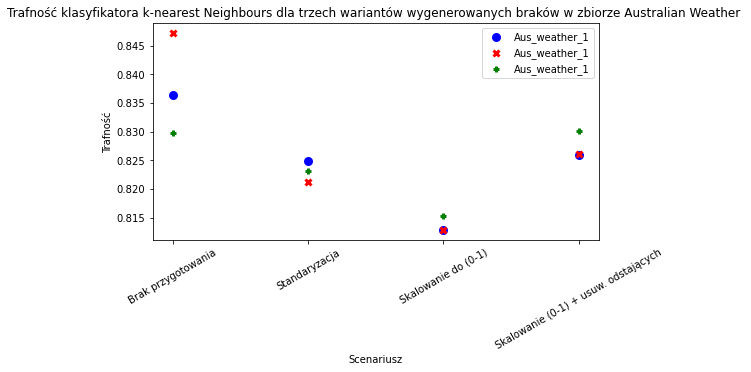 Trafność klasyfikatora k-nearest Neighbours dla trzech wariantów wygenerowanych braków w zbiorze Australian Weather
Aus_weather_1
Aus_weather_1
Aus_weather_1
Trafność
0.845
0.840
0.835
0.830
0.825
0.820
0.815
Brak przygotowania
Standaryzacja
Skalowanie do (0-1)
Skalowanie (0-1) + usuw. odstających
Scenariusz